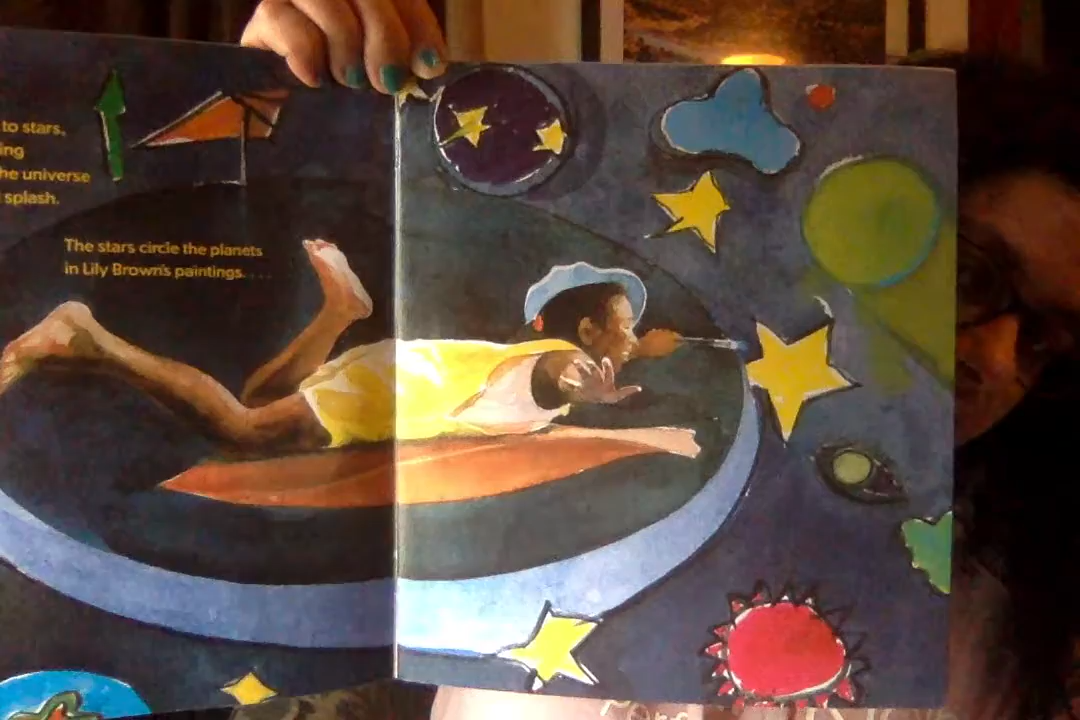 to stars,
ing
he universe
splash.
The stars circle the planets
in Lily Brown's paintings. . . .